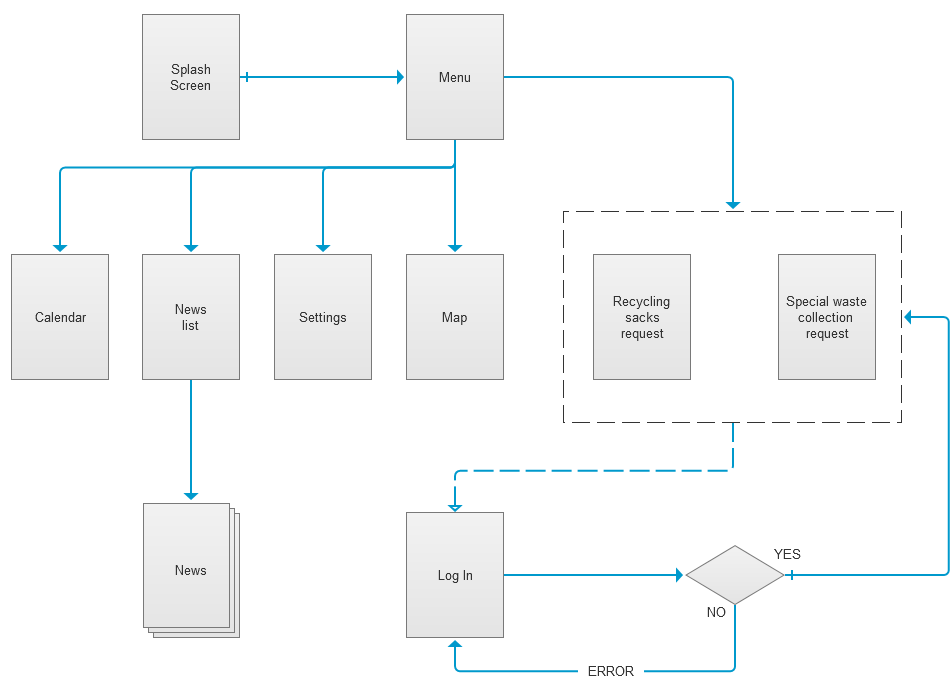 Splash
Screen
Menu
Calendar
News
list
Settings
Map
Recycling
sacks
request
Special waste
collection
request
News
Log In
YES
NO
ERROR